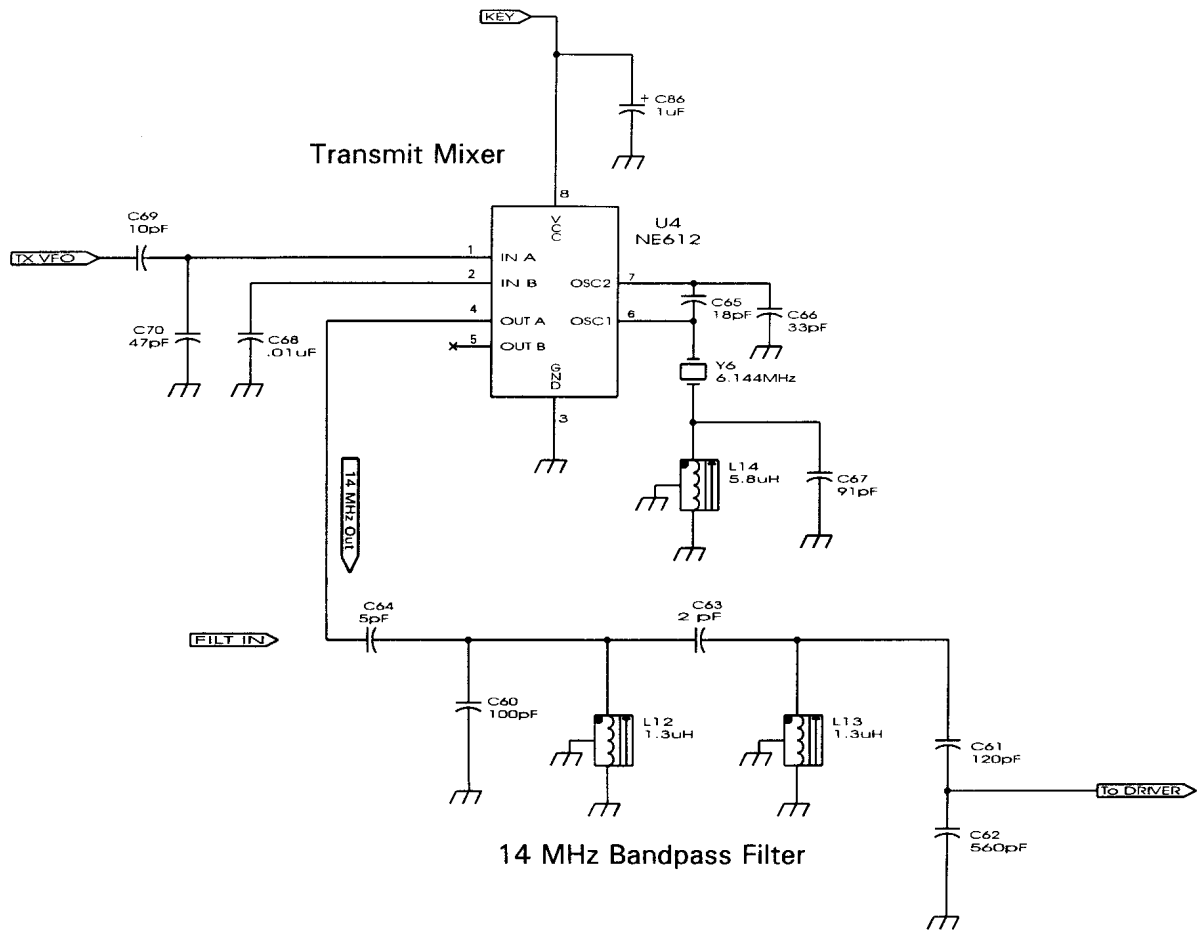 KEY
+ C86
1uF
Transmit Mixer
8
VCC
U4
NE612
C69
10pF
TX VFO
1
IN A
2
IN B
OSC2
7
C65
18pF
C66
33pF
4
OUT A
OSC1
6
C70
47pF
C68
.01uF
5
OUT B
GND
3
Y6
6.144MHz
L14
5.8uH
C67
91pF
14 MHz Out
FILT IN
C64
5pF
C63
2 pF
C60
100pF
L12
1.3uH
L13
1.3uH
C61
120pF
To DRIVER
C62
560pF
14 MHz Bandpass Filter